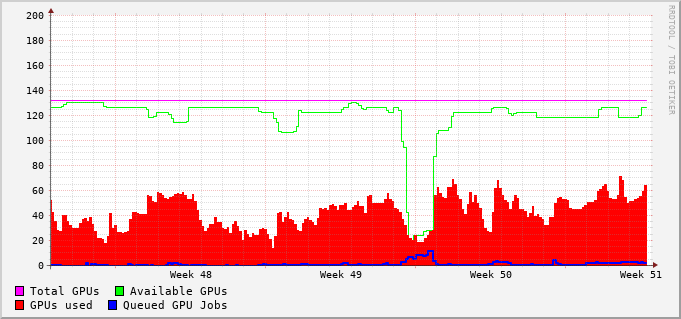 200
180
160
140
120
100
80
60
40
20
0
Week 48 Week 49 Week 50 Week 51
Total GPUs Available GPUs
GPUs used Queued GPU Jobs
RRDTOOL / TOBI OETIKER